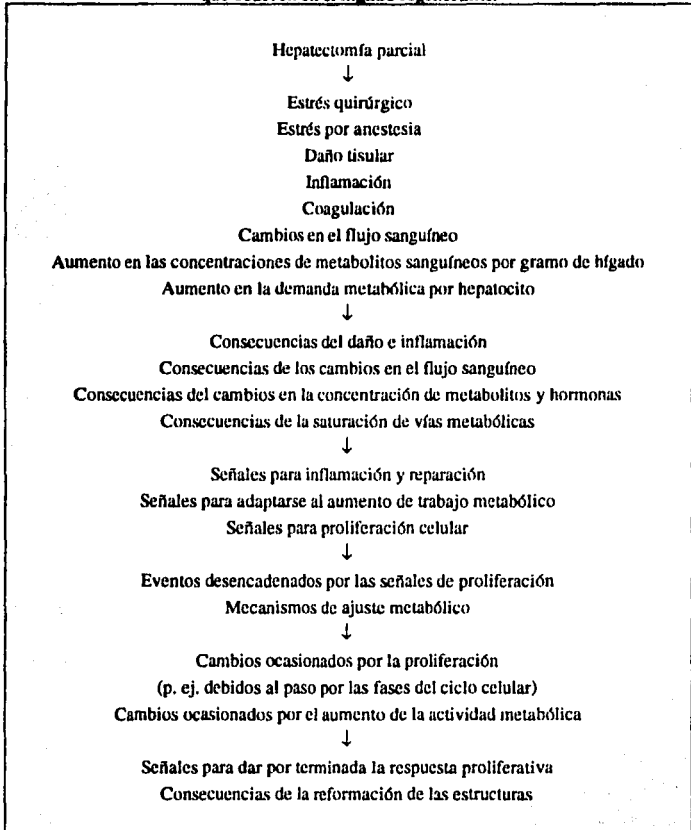 Hepatectomía parcial
↓
Estrés quirúrgico
Estrés por anestesia
Daño tisular
Inflamación
Coagulación
Cambios en el flujo sanguíneo
Aumento en las concentraciones de metabolitos sanguíneos por gramo de hígado
Aumento en la demanda metabólica por hepatocito
↓
Consecuencias del daño e inflamación
Consecuencias de los cambios en el flujo sanguíneo
Consecuencias del cambios en la concentración de metabolitos y hormonas
Consecuencias de la saturación de vías metabólicas
↓
Señales para inflamación y reparación
Señales para adaptarse al aumento de trabajo metabólico
Señales para proliferación celular
↓
Eventos desencadenados por las señales de proliferación
Mecanismos de ajuste metabólico
↓
Cambios ocasionados por la proliferación
(p. ej. debidos al paso por las fases del ciclo celular)
Cambios ocasionados por el aumento de la actividad metabólica
↓
Señales para dar por terminada la respuesta proliferativa
Consecuencias de la reformación de las estructuras